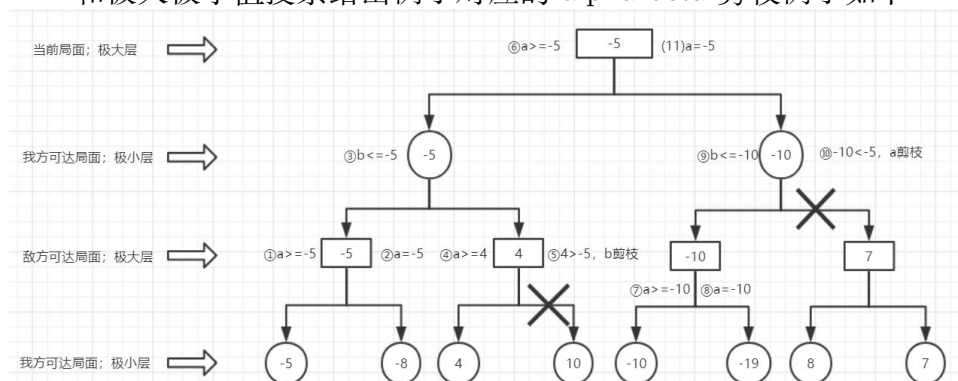 当前局面；极大层
⑥a>=-5
-5
(11)a=-5
我方可达局面；极小层
③b<=-5
-5
⑨b<=-10
-10
⑩-10<-5，a剪枝
敌方可达局面；极大层
①a>=-5
-5
②a=-5
④a>=4
4
⑤4>-5，b剪枝
-10
7
⑦a>=-10
⑧a=-10
我方可达局面；极小层
-5
-8
4
10
-10
-19
8
7